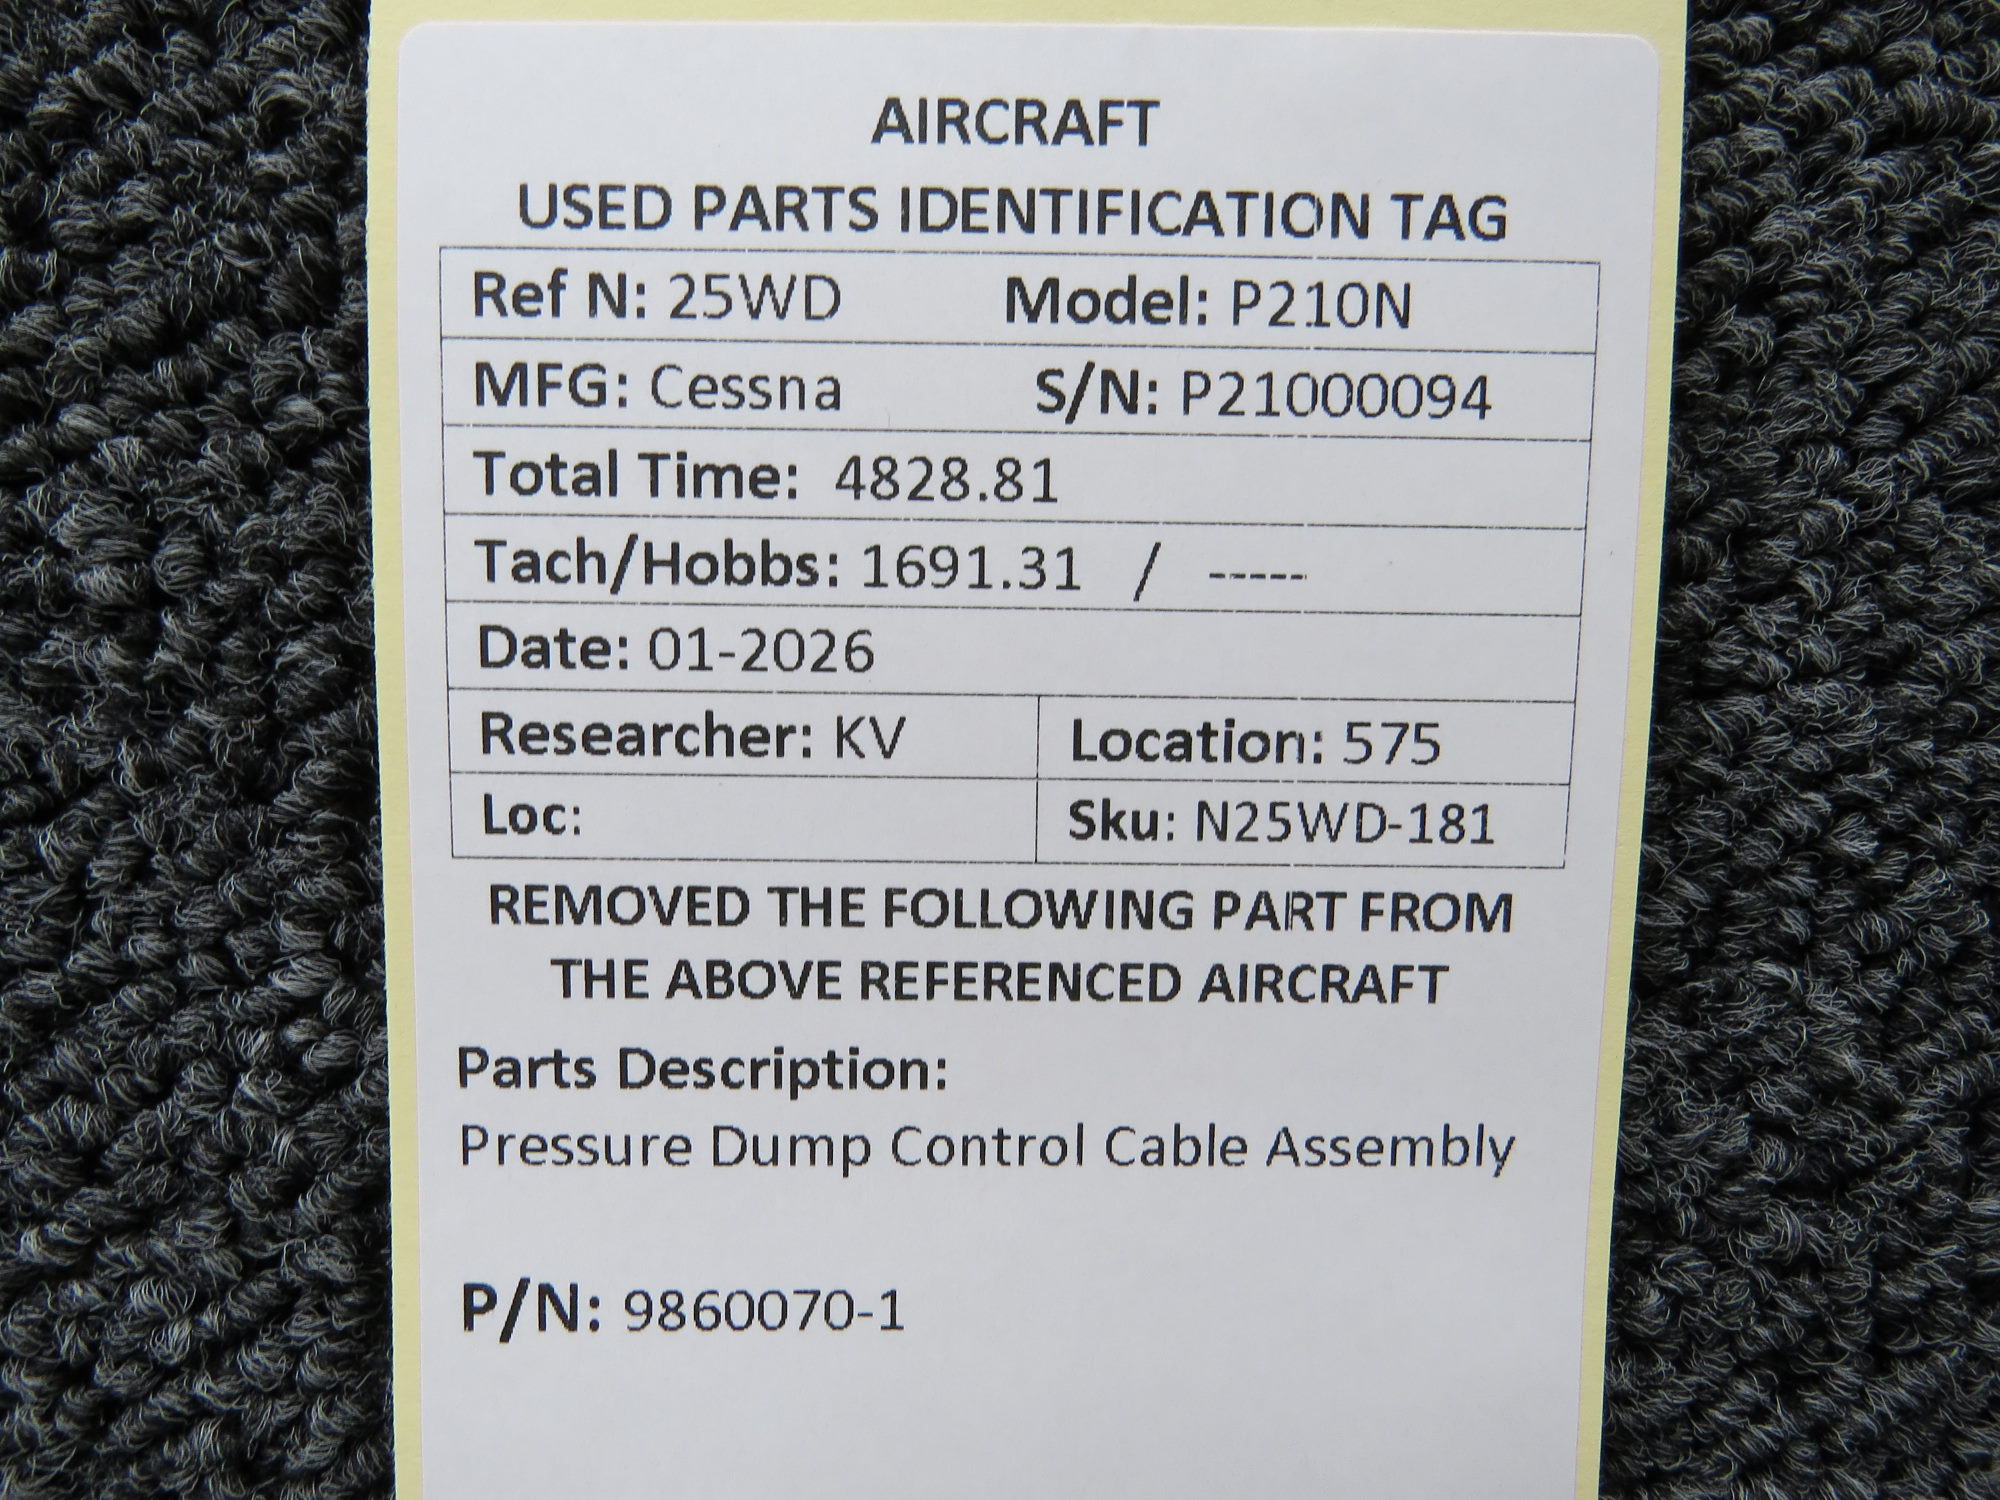 AIRCRAFT
USED PARTS IDENTIFICATION TAG
Ref N: 25WD Model: P210N
MFG: Cessna S/N: P21000094
Total Time: 4828.81
Tach/Hobbs: 1691.31 / -----
Date: 01-2026
Researcher: KV Location: 575
Loc: Sku: N25WD-181
REMOVED THE FOLLOWING PART FROM
THE ABOVE REFERENCED AIRCRAFT
Parts Description:
Pressure Dump Control Cable Assembly
P/N: 9860070-1